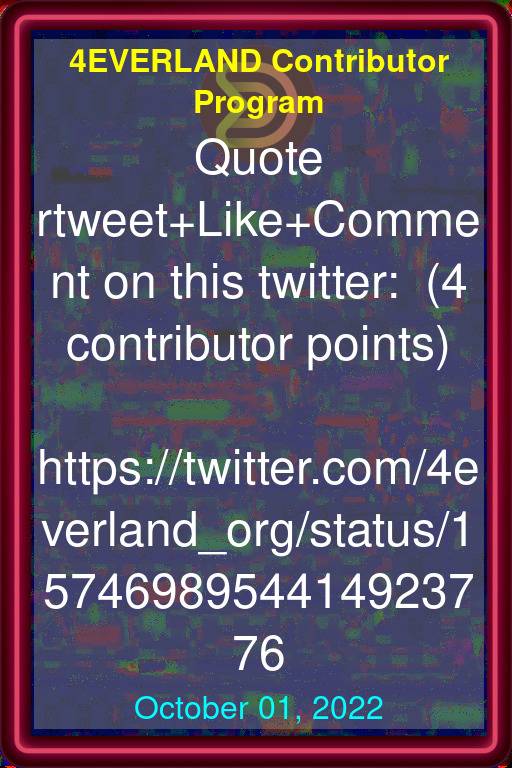 4EVERLAND Contributor
Program
Quote
rtweet+Like+Comme
nt on this twitter:  (4
contributor points)
https://twitter.com/4e
verland_org/status/1
5746989544149237
76
October 01, 2022